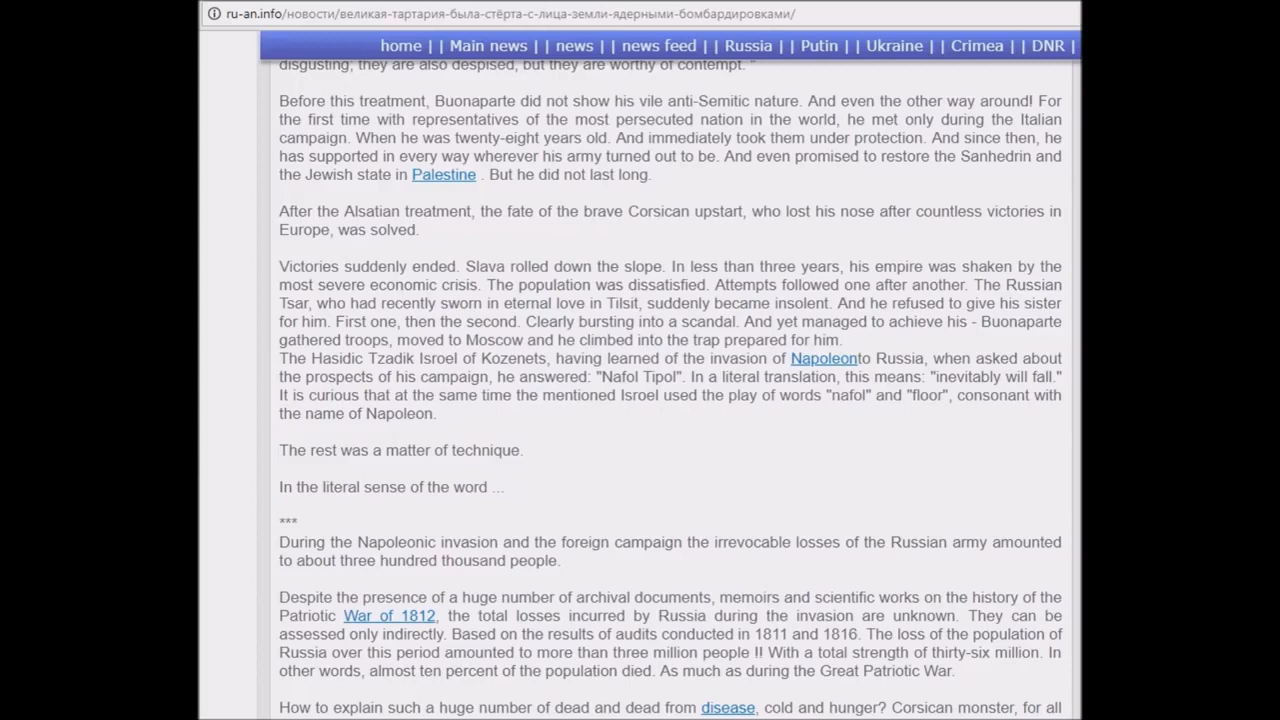 ru-an.info/новости/великая-тартария-была-стёрта-с-лица-земли-ядерными-бомбардировками/
home | | Main news | | news | | news feed | | Russia | | Putin | | Ukraine | | Crimea | | DNR |
disgusting; they are also despised, but they are worthy of contempt. "
Before this treatment, Buonaparte did not show his vile anti-Semitic nature. And even the other way around! For
the first time with representatives of the most persecuted nation in the world, he met only during the Italian
campaign. When he was twenty-eight years old. And immediately took them under protection. And since then, he
has supported in every way wherever his army turned out to be. And even promised to restore the Sanhedrin and
the Jewish state in Palestine . But he did not last long.
After the Alsatian treatment, the fate of the brave Corsican upstart, who lost his nose after countless victories in
Europe, was solved.
Victories suddenly ended. Slava rolled down the slope. In less than three years, his empire was shaken by the
most severe economic crisis. The population was dissatisfied. Attempts followed one after another. The Russian
Tsar, who had recently sworn in eternal love in Tilsit, suddenly became insolent. And he refused to give his sister
for him. First one, then the second. Clearly bursting into a scandal. And yet managed to achieve his - Buonaparte
gathered troops, moved to Moscow and he climbed into the trap prepared for him.
The Hasidic Tzadik Isroel of Kozenets, having learned of the invasion of Napoleonto Russia, when asked about
the prospects of his campaign, he answered: "Nafol Tipol". In a literal translation, this means: "inevitably will fall."
It is curious that at the same time the mentioned Isroel used the play of words "nafol" and "floor", consonant with
the name of Napoleon.
The rest was a matter of technique.
In the literal sense of the word ...
***
During the Napoleonic invasion and the foreign campaign the irrevocable losses of the Russian army amounted
to about three hundred thousand people.
Despite the presence of a huge number of archival documents, memoirs and scientific works on the history of the
Patriotic War of 1812, the total losses incurred by Russia during the invasion are unknown. They can be
assessed only indirectly. Based on the results of audits conducted in 1811 and 1816. The loss of the population of
Russia over this period amounted to more than three million people !! With a total strength of thirty-six million. In
other words, almost ten percent of the population died. As much as during the Great Patriotic War.
How to explain such a huge number of dead and dead from disease, cold and hunger? Corsican monster, for all